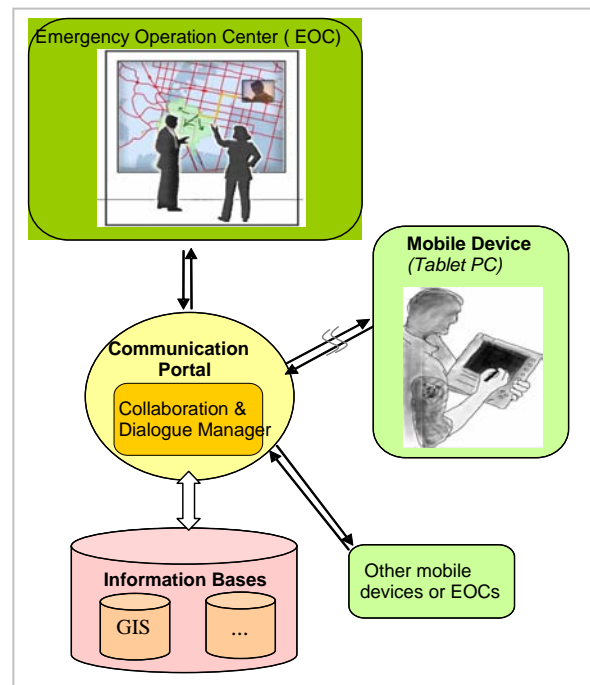 Emergency Operation Center ( EOC)
Mobile Device
(Tablet PC)
Communication
Portal
Collaboration &
Dialogue Manager
Information Bases
GIS
...
Other mobile
devices or EOCs